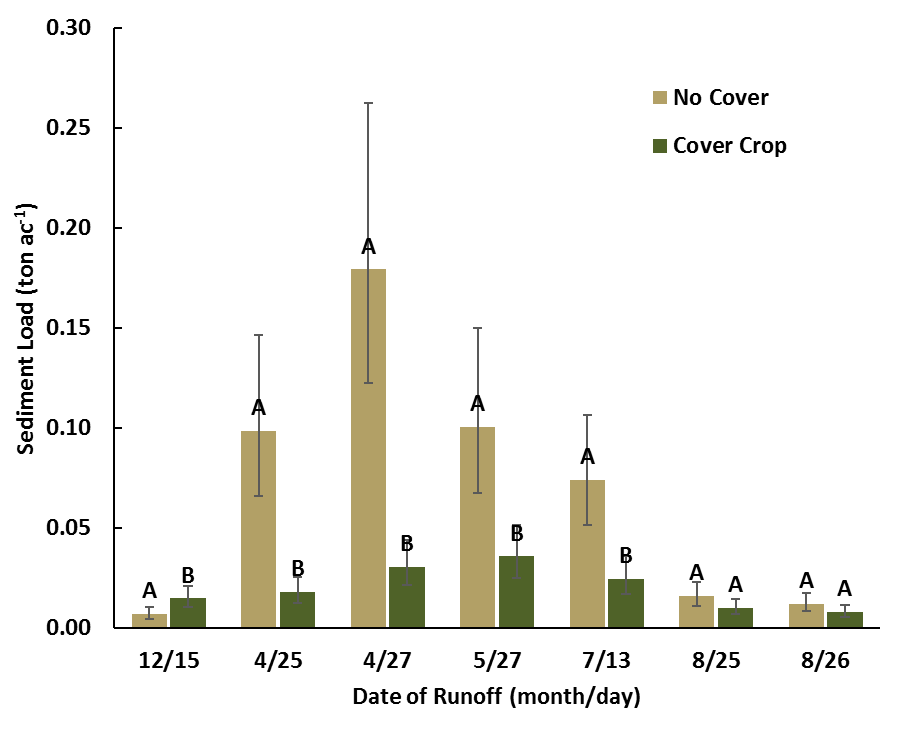 0.30
0.25
0.20
0.15
0.10
0.05
0.00
Sediment Load (ton ac-1)
No Cover
Cover Crop
A B A B A B A B A B A A A A
12/15 4/25 4/27 5/27 7/13 8/25 8/26
Date of Runoff (month/day)